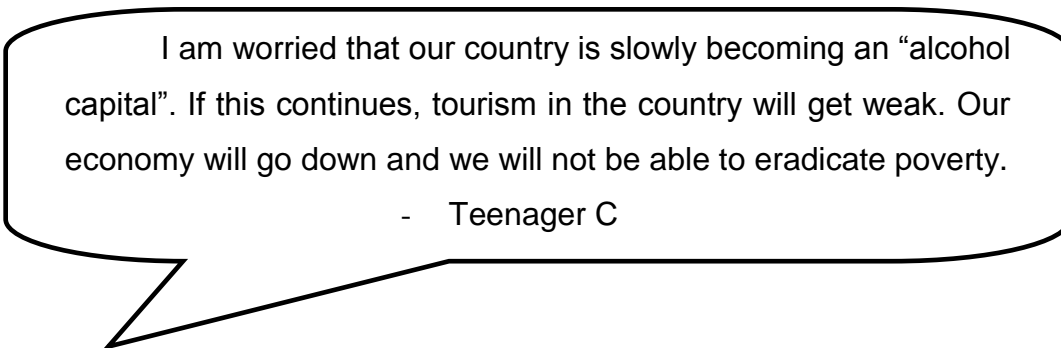 I am worried that our country is slowly becoming an “alcohol
capital”. If this continues, tourism in the country will get weak. Our
economy will go down and we will not be able to eradicate poverty.
- Teenager C